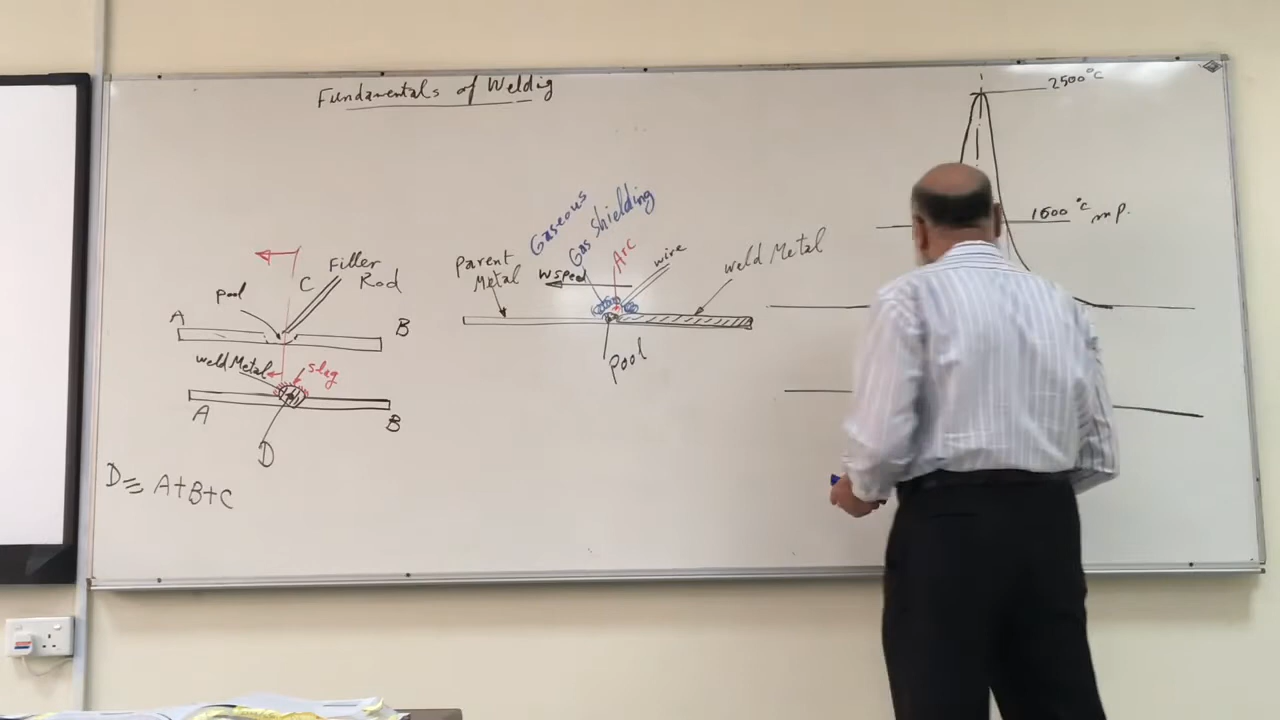 Fundamentals of Weldig
2500°C
1600°C m.p.
Gaseous
Gas Shielding
Arc
wire
weld Metal
Parent
Metal
W speed
Pool
Filler
Rod
C
Pool
A
B
weld Metal
slag
A
B
D
D ≡ A+B+C